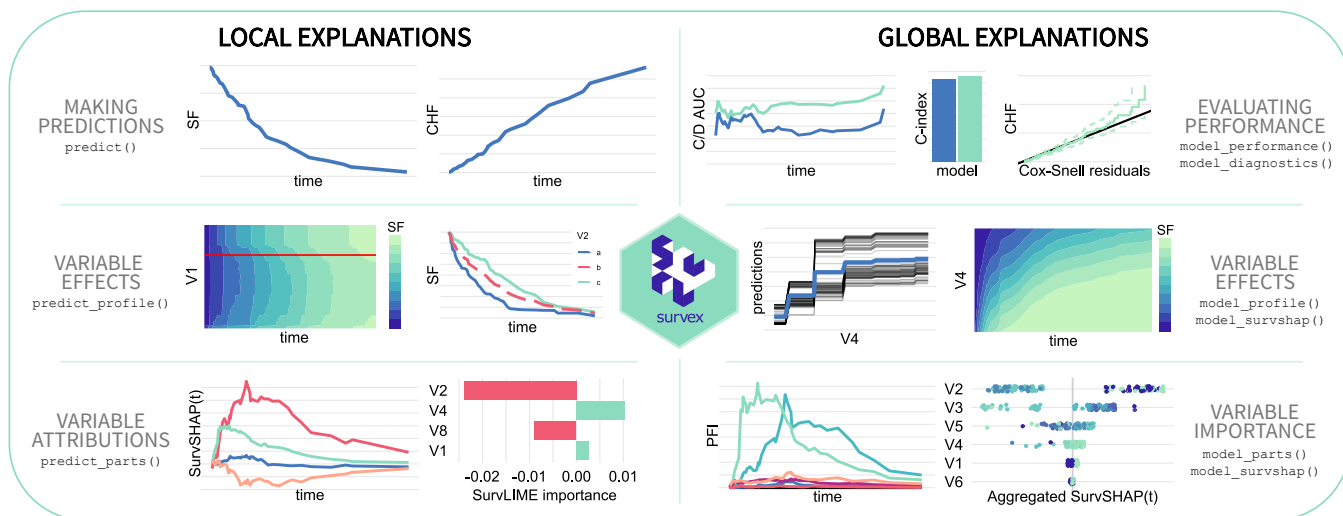 LOCAL EXPLANATIONS
GLOBAL EXPLANATIONS
MAKING
PREDICTIONS
predict()
SF
time
CHF
time
C/D AUC
time
C-index
model
CHF
Cox-Snell residuals
EVALUATING
PERFORMANCE
model_performance()
model_diagnostics()
VARIABLE
EFFECTS
predict_profile()
V1
time
SF
SF
time
V2
a
b
c
survex
predictions
V4
V4
time
SF
VARIABLE
EFFECTS
model_profile()
model_survshap()
VARIABLE
ATTRIBUTIONS
predict_parts()
SurvSHAP(t)
time
V2
V4
V8
V1
-0.02
-0.01
0.00
0.01
SurvLIME importance
PFI
time
V2
V3
V5
V4
V1
V6
Aggregated SurvSHAP(t)
VARIABLE
IMPORTANCE
model_parts()
model_survshap()